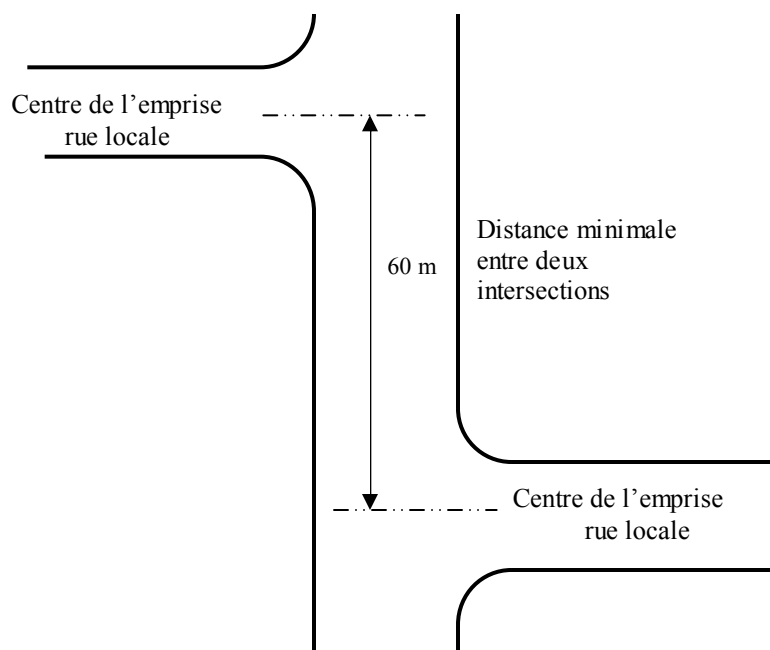 Centre de l’emprise
rue locale
Distance minimale
entre deux
intersections
60 m
Centre de l’emprise
rue locale